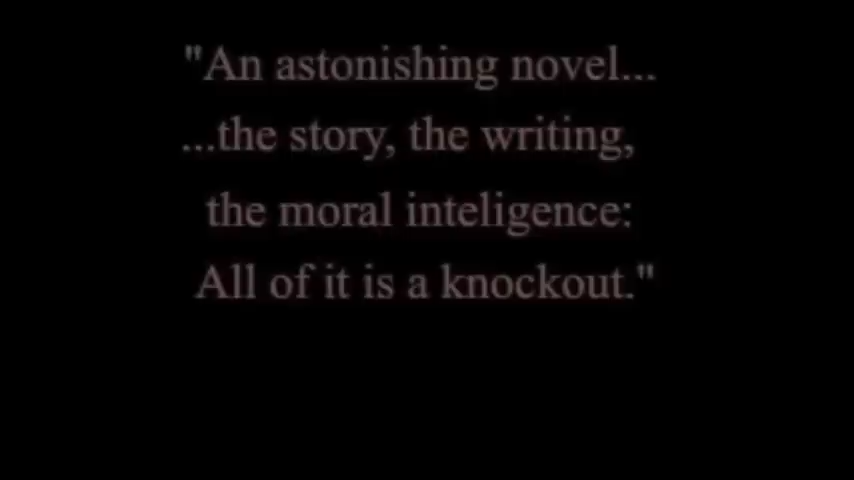 "An astonishing novel...
...the story, the writing,
the moral inteligence:
All of it is a knockout."